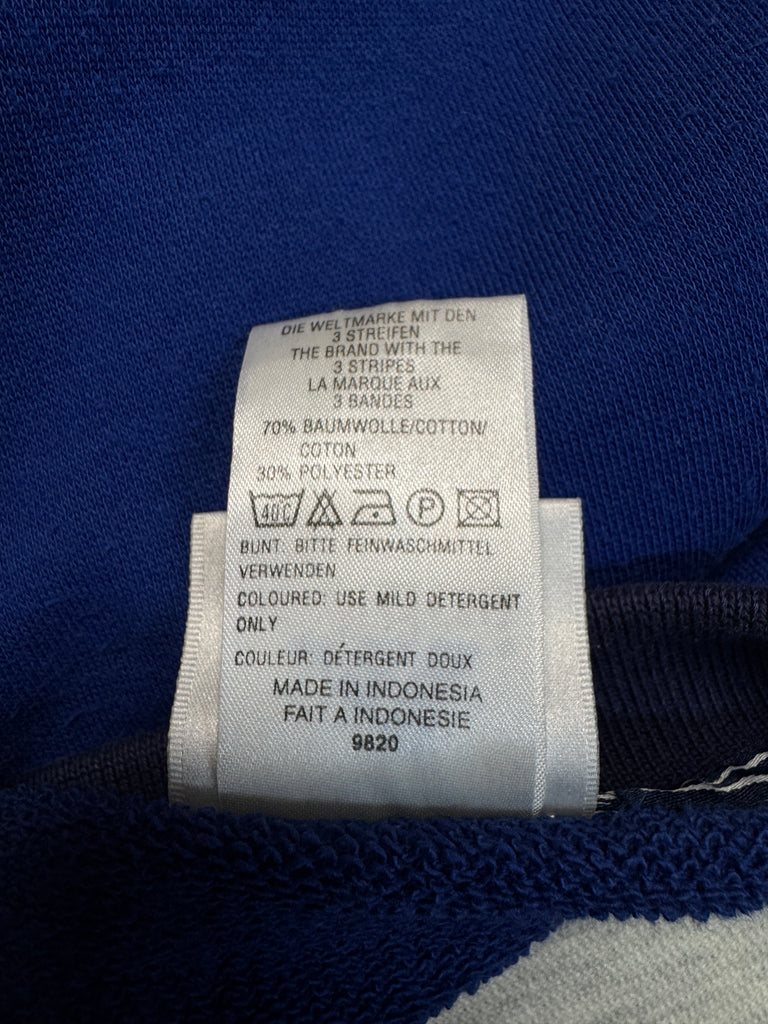 DIE WELTMARKE MIT DEN
3 STREIFEN
THE BRAND WITH THE
3 STRIPES
LA MARQUE AUX
3 BANDES
70% BAUMWOLLE/COTTON/
COTON
30% POLYESTER
40C P
BUNT: BITTE FEINWASCHMITTEL
VERWENDEN
COLOURED: USE MILD DETERGENT
ONLY
COULEUR: DÉTERGENT DOUX
MADE IN INDONESIA
FAIT A INDONESIE
9820